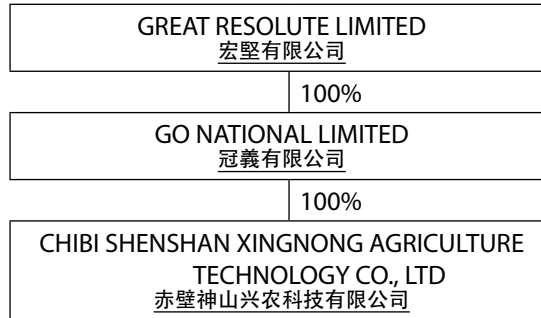 GREAT RESOLUTE LIMITED
宏堅有限公司
100%
GO NATIONAL LIMITED
冠義有限公司
100%
CHIBI SHENSHAN XINGNONG AGRICULTURE
TECHNOLOGY CO., LTD
赤壁神山兴农科技有限公司